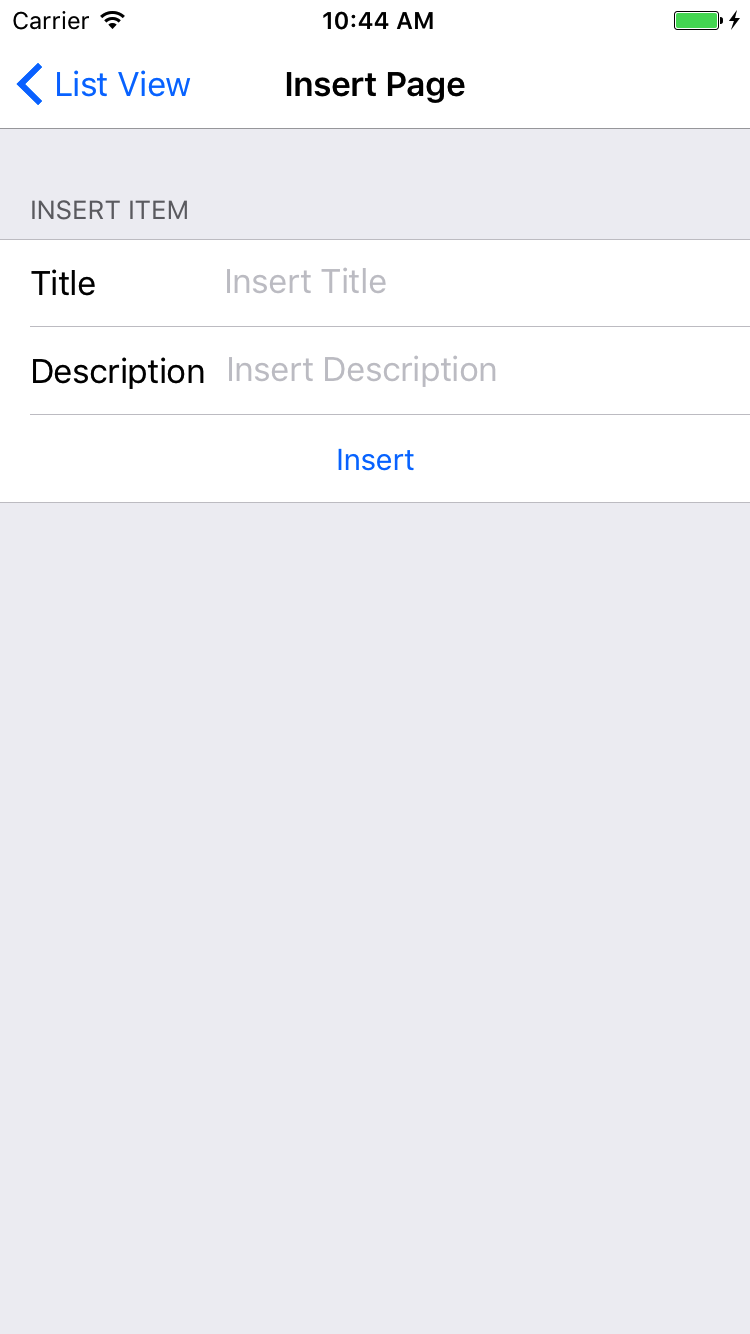 Carrier 10:44 AM
List View Insert Page
INSERT ITEM
Title Insert Title
Description Insert Description
Insert